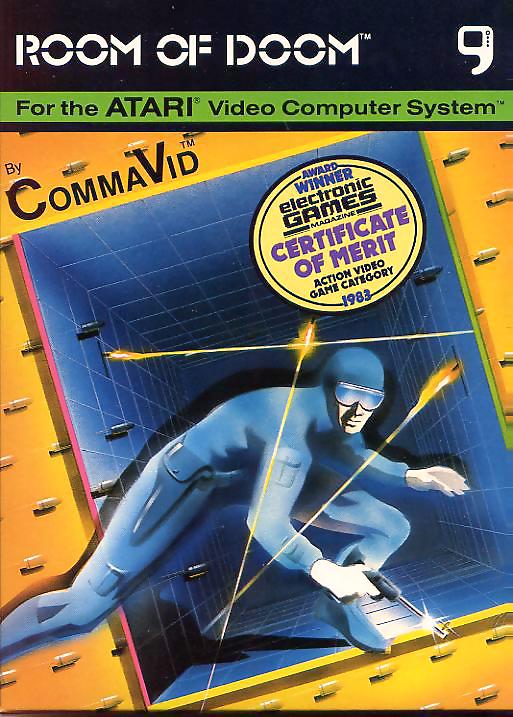 ROOM OF DOOM™
For the ATARI® Video Computer System™
By
COMMAVID™
AWARD
WINNER
electronic
GAMES
MAGAZINE
CERTIFICATE
OF MERIT
ACTION VIDEO
GAME CATEGORY
1983